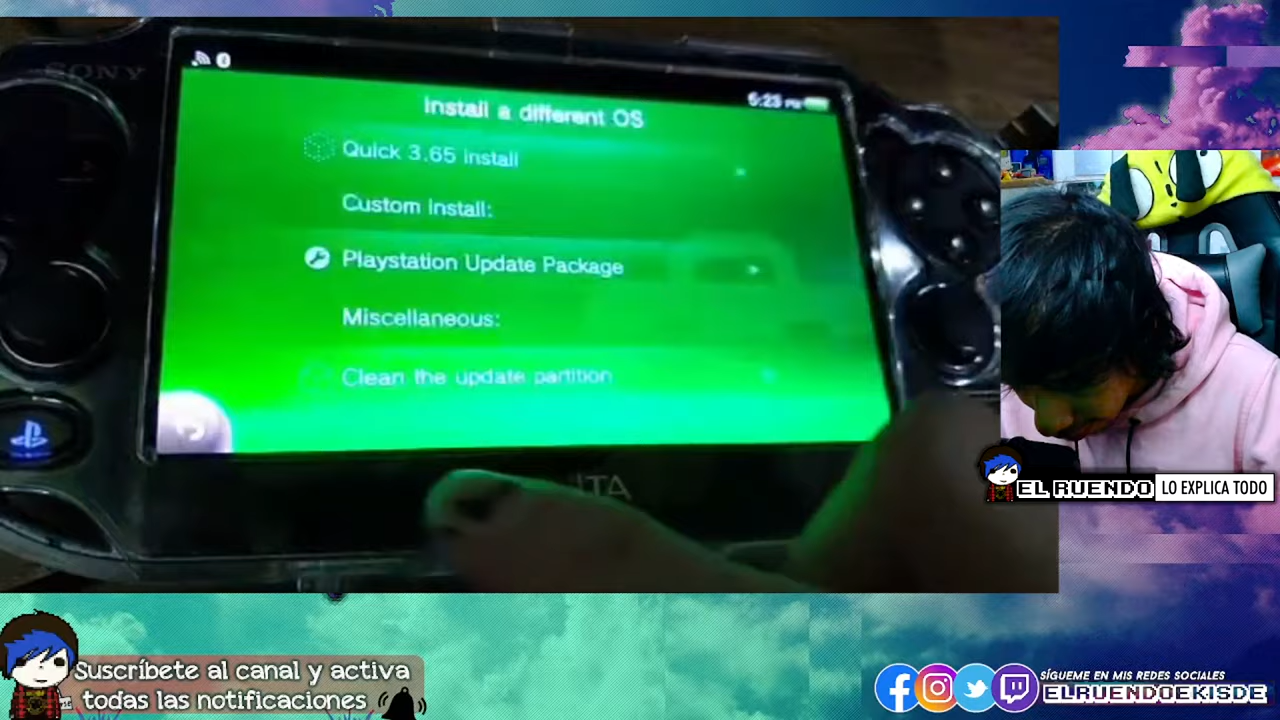 SONY
6:23 PM
Install a different OS
Quick 3.65 install
Custom Install:
Playstation Update Package
Miscellaneous:
Clean the update partition
EL RUENDO LO EXPLICA TODO
Suscríbete al canal y activa
todas las notificaciones
SÍGUEME EN MIS REDES SOCIALES
ELRUENDOEKISDE